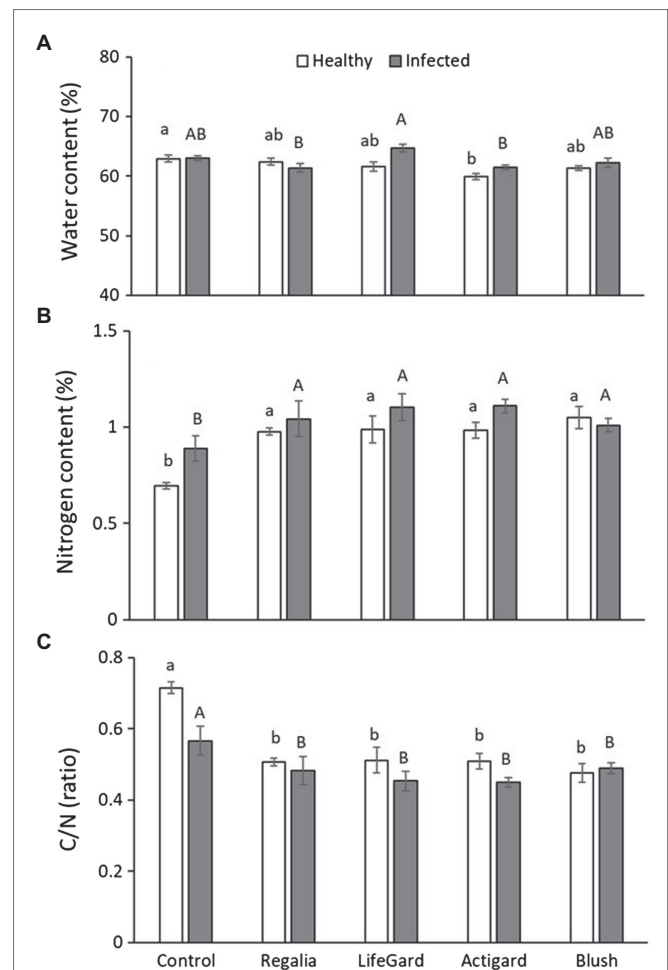 A
Water content (%)
80
70
60
50
40
Healthy Infected
a AB ab B ab A b B ab AB
B
Nitrogen content (%)
1.5
1
0.5
0
b B a A a A a A a A
C
C/N (ratio)
0.8
0.6
0.4
0.2
0
a A b B b B b B b B
Control Regalia LifeGard Actigard Blush